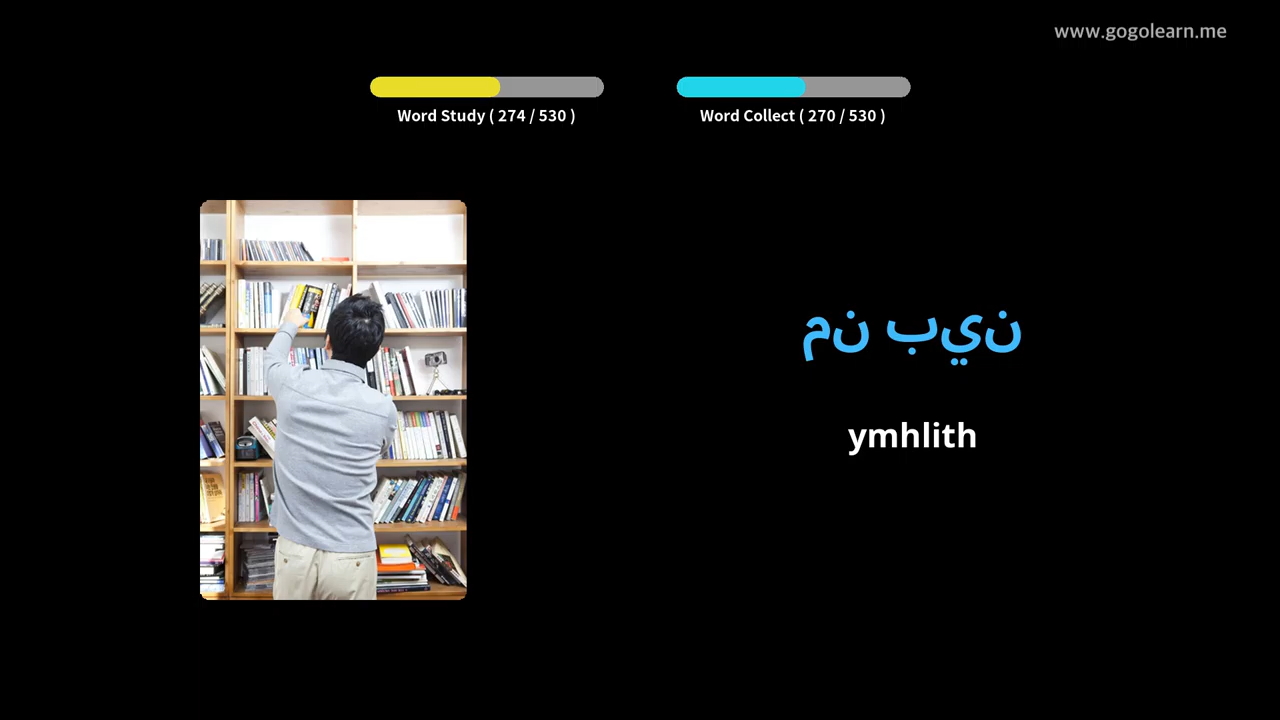 www.gogolearn.me
Word Study ( 274 / 530 )
Word Collect ( 270 / 530 )
من بين
ymhlith